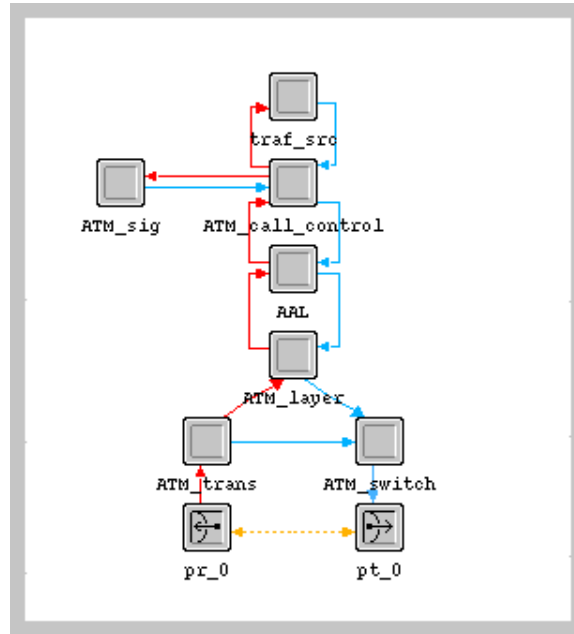 traf_src
ATM_sig
ATM_call_control
AAL
ATM_layer
ATM_trans
ATM_switch
pr_0
pt_0